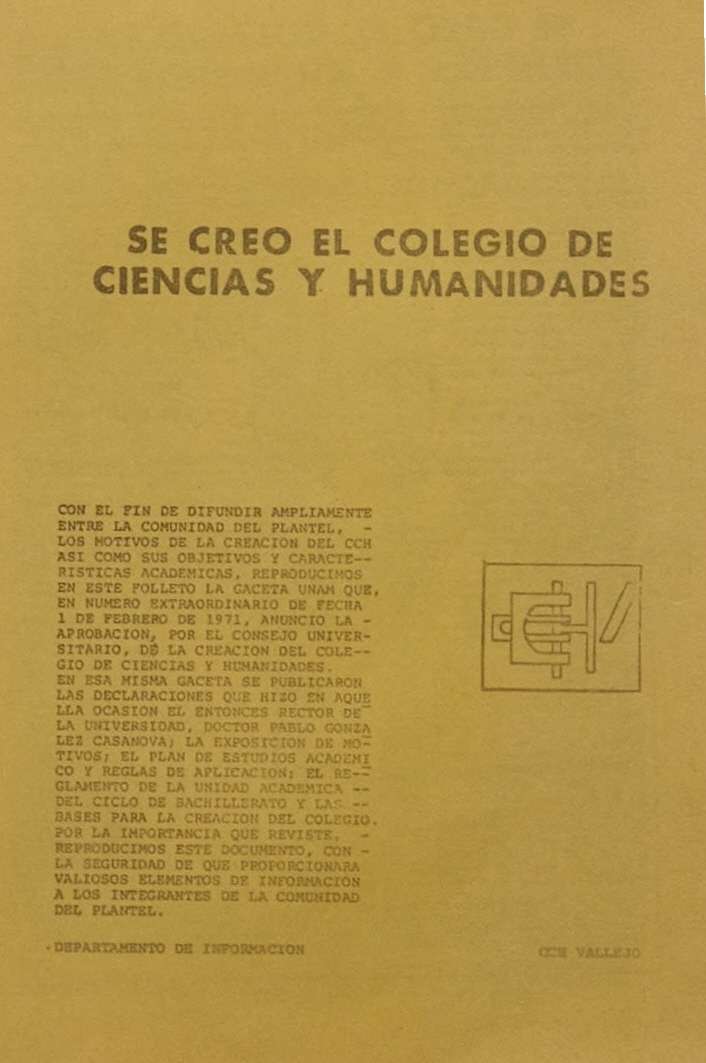 SE CREO EL COLEGIO DE
CIENCIAS Y HUMANIDADES
CON EL FIN DE DIFUNDIR AMPLIAMENTE
ENTRE LA COMUNIDAD DEL PLANTEL, -
LOS MOTIVOS DE LA CREACION DEL CCH
ASI COMO SUS OBJETIVOS Y CARACTE--
RISTICAS ACADEMICAS, REPRODUCIMOS
EN ESTE FOLLETO LA GACETA UNAM QUE,
EN NUMERO EXTRAORDINARIO DE FECHA
1 DE FEBRERO DE 1971, ANUNCIO LA -
APROBACION, POR EL CONSEJO UNIVER-
SITARIO, DE LA CREACION DEL COLE--
GIO DE CIENCIAS Y HUMANIDADES.
EN ESA MISMA GACETA SE PUBLICARON
LAS DECLARACIONES QUE HIZO EN AQUE
LLA OCASION EL ENTONCES RECTOR DE
LA UNIVERSIDAD, DOCTOR PABLO GONZA
LEZ CASANOVA; LA EXPOSICION DE MO-
TIVOS; EL PLAN DE ESTUDIOS ACADEMI
CO Y REGLAS DE APLICACION; EL RE--
GLAMENTO DE LA UNIDAD ACADEMICA --
DEL CICLO DE BACHILLERATO Y LAS --
BASES PARA LA CREACION DEL COLEGIO.
POR LA IMPORTANCIA QUE REVISTE, -
REPRODUCIMOS ESTE DOCUMENTO, CON -
LA SEGURIDAD DE QUE PROPORCIONARA
VALIOSOS ELEMENTOS DE INFORMACION
A LOS INTEGRANTES DE LA COMUNIDAD
DEL PLANTEL.
DEPARTAMENTO DE INFORMACION
CCH VALLEJO